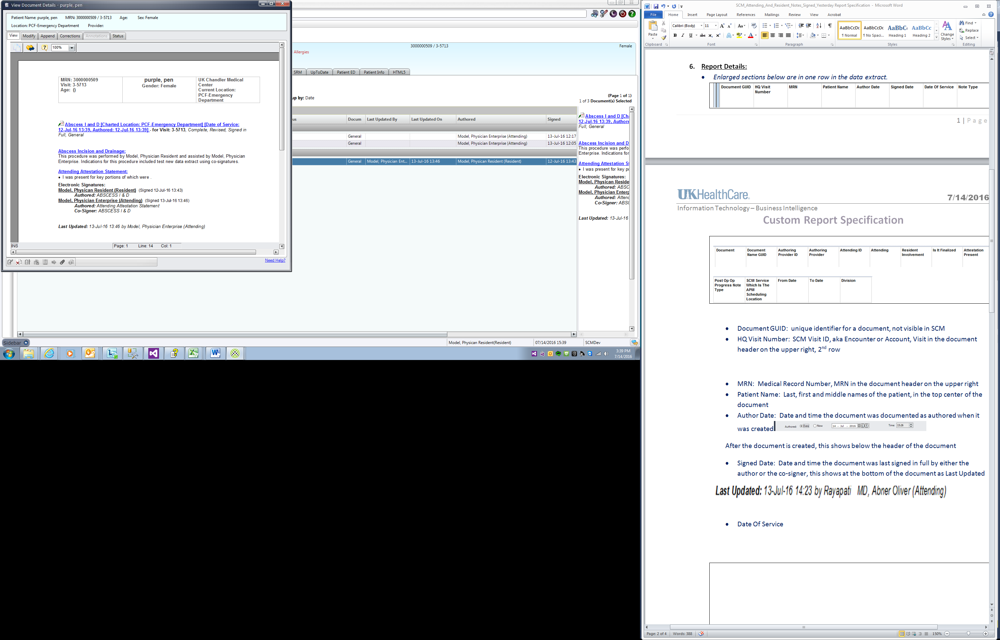 View Document Details - purple, pen
Patient Name: purple, pen MRN: 3000000509 / 3-5713 Age: Sex: Female
Location: PCF-Emergency Department Provider:
View Modify Append Corrections Annotations Status
100%
MRN: 3000000509
Visit: 3-5713
Age: ()
purple, pen
Gender: Female
UK Chandler Medical
Center
Current Location:
PCF-Emergency
Department
Abscess I and D [Charted Location: PCF-Emergency Department] [Date of Service:
12-Jul-16 13:39, Authored: 12-Jul-16 13:39] - for Visit: 3-5713, Complete, Revised, Signed in
Full, General
Abscess Incision and Drainage:
This procedure was performed by Model, Physician Resident and assisted by Model, Physician
Enterprise. Indications for this procedure included test new data extract using co-signatures.
Attending Attestation Statement:
• I was present for key portions of which were .
Electronic Signatures:
Model, Physican Resident (Resident) (Signed 12-Jul-16 13:43)
Authored: ABSCESS I & D
Model, Physician Enterprise (Attending) (Signed 13-Jul-16 13:46)
Authored: Attending Attestation Statement
Co-Signer: ABSCESS I & D
Last Updated: 13-Jul-16 13:46 by Model, Physician Enterprise (Attending)
INS Page: 1 Line: 14 Col: 1
Need Help?
3000000509 / 3-5713 Female
Allergies
SRM UpToDate Patient ED Patient Info HTML5
up by: Date
(Page 1 of 1)
1 of 3 Document(s) Selected
us Docum Last Updated By Last Updated On Authored Signed
General Model, Physician Enterprise (Attending) 13-Jul-16 12:17
General Model, Physician Enterprise (Attending) 13-Jul-16 12:05
General Model, Physician Ent... 13-Jul-16 13:46 Model, Physican Resident (Resident) 12-Jul-16 13:43
Abscess I and D [Cha
12-Jul-16 13:39, Authore
Full, General
Abscess Incision and D
This procedure was perfo
Enterprise. Indications for
Attending Attestation St
• I was present for key po
Electronic Signatures:
Model, Physican Reside
Authored: ABSC
Model, Physician Enterp
Authored: Attend
Co-Signer: ABSC
Last Updated: 13-Jul-16
Sidebar
Model, Physican Resident(Resident) 07/14/2016 15:39 SCMDev
3:39 PM
7/14/2016
SCM_Attending_And_Resident_Notes_Signed_Yesterday Report Specification - Microsoft Word
File Home Insert Page Layout References Mailings Review View Acrobat
Paste
Calibri (Body) 11
AaBbCcDc AaBbCcDc AaBbC AaBbCc
¶ Normal ¶ No Spaci... Heading 1 Heading 2
Change
Styles
Find
Replace
Select
Clipboard Font Paragraph Styles Editing
6. Report Details:
• Enlarged sections below are in one row in the data extract.
Document GUID HQ Visit Number MRN Patient Name Author Date Signed Date Date Of Service Note Type
1 | Page
UKHealthCare.
7/14/2016
Information Technology – Business Intelligence
Custom Report Specification
Document Document Name GUID Authoring Provider ID Authoring Provider Attending ID Attending Resident Involvement Is It Finalized Attestation Present
Post Op Op Progress Note Type SCM Service Which Is The APM Scheduling Location From Date To Date Division
• Document GUID: unique identifier for a document, not visible in SCM
• HQ Visit Number: SCM Visit ID, aka Encounter or Account, Visit in the document
header on the upper right, 2nd row
• MRN: Medical Record Number, MRN in the document header on the upper right
• Patient Name: Last, first and middle names of the patient, in the top center of the
document
• Author Date: Date and time the document was documented as authored when it
was created Authored: Date Now 14 - Jul - 2016 C T Time: 15:26
After the document is created, this shows below the header of the document
• Signed Date: Date and time the document was last signed in full by either the
author or the co-signer, this shows at the bottom of the document as Last Updated
Last Updated: 13-Jul-16 14:23 by Rayapati MD, Abner Oliver (Attending)
• Date Of Service
Page: 2 of 4 Words: 388 150%